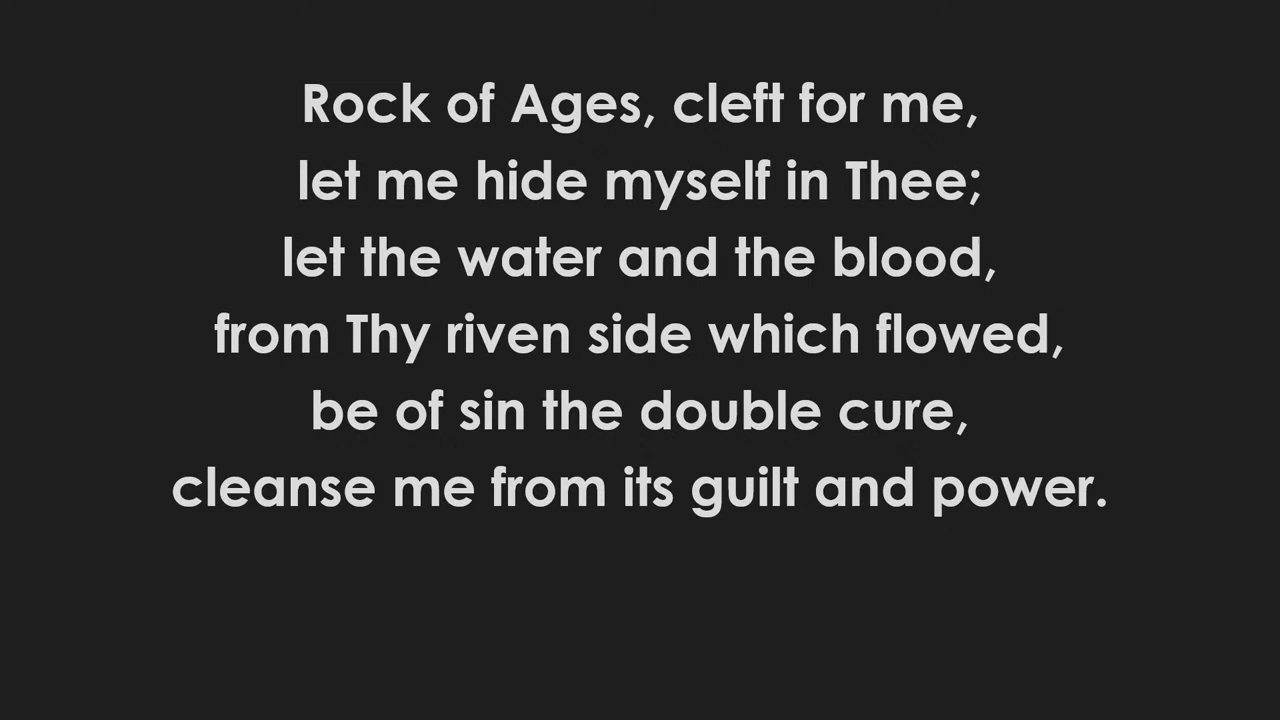 Rock of Ages, cleft for me,
let me hide myself in Thee;
let the water and the blood,
from Thy riven side which flowed,
be of sin the double cure,
cleanse me from its guilt and power.